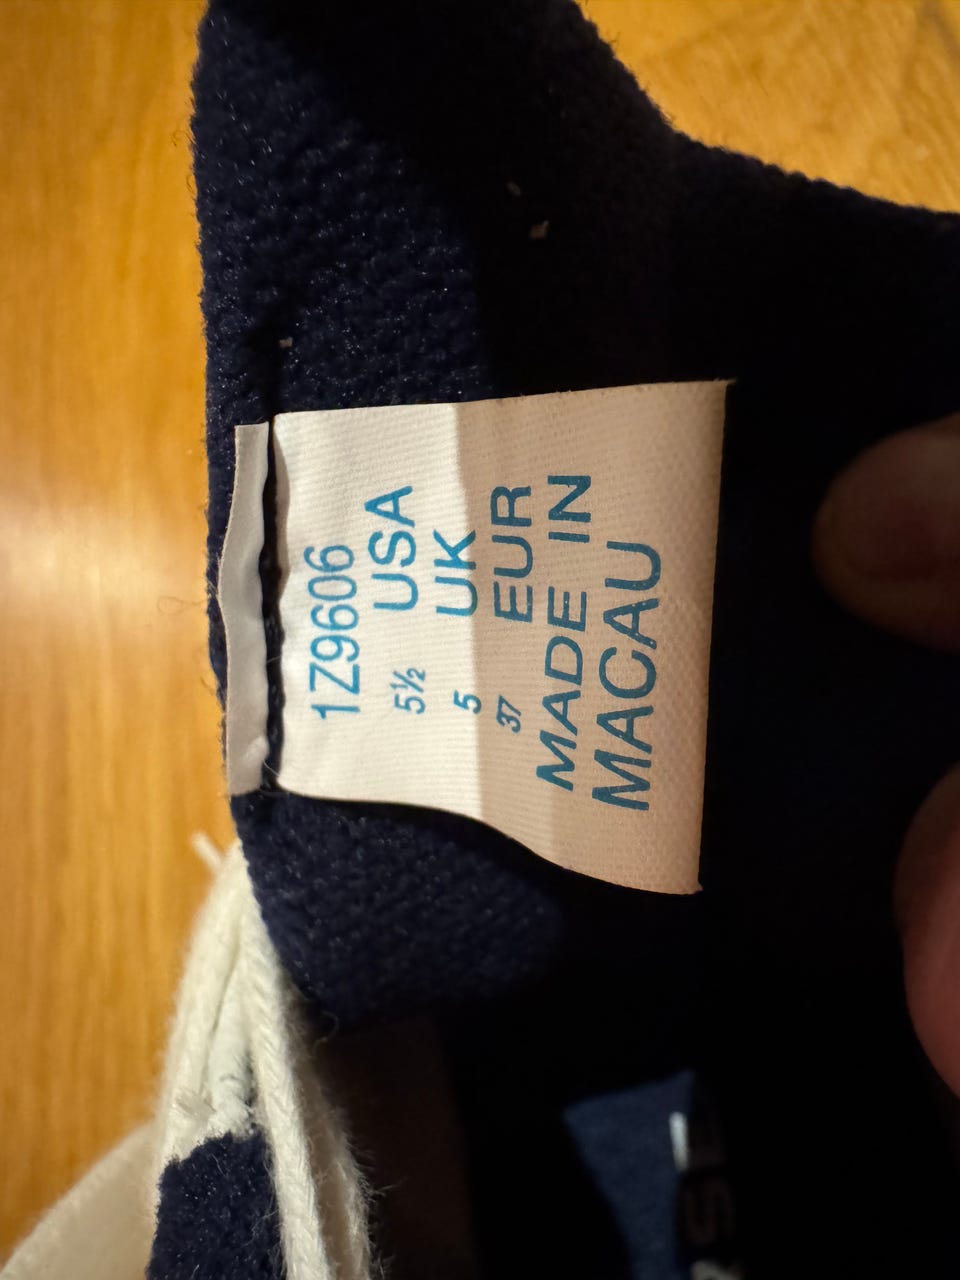 1Z9606
5½ USA
5 UK
37 EUR
MADE IN
MACAU